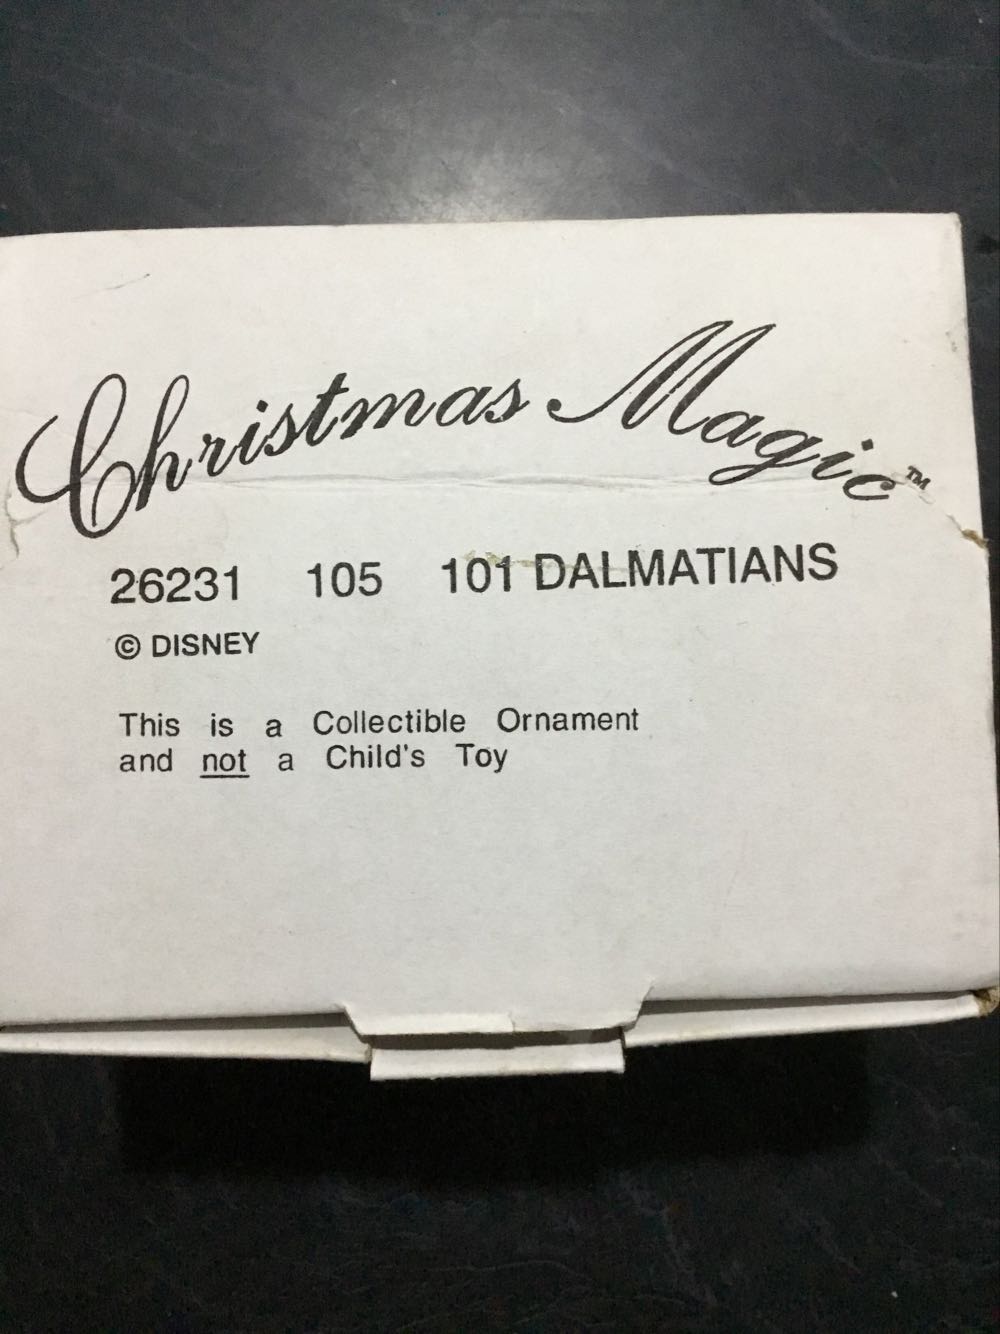 Christmas Magic™
26231 105 101 DALMATIANS
© DISNEY
This is a Collectible Ornament
and not a Child's Toy